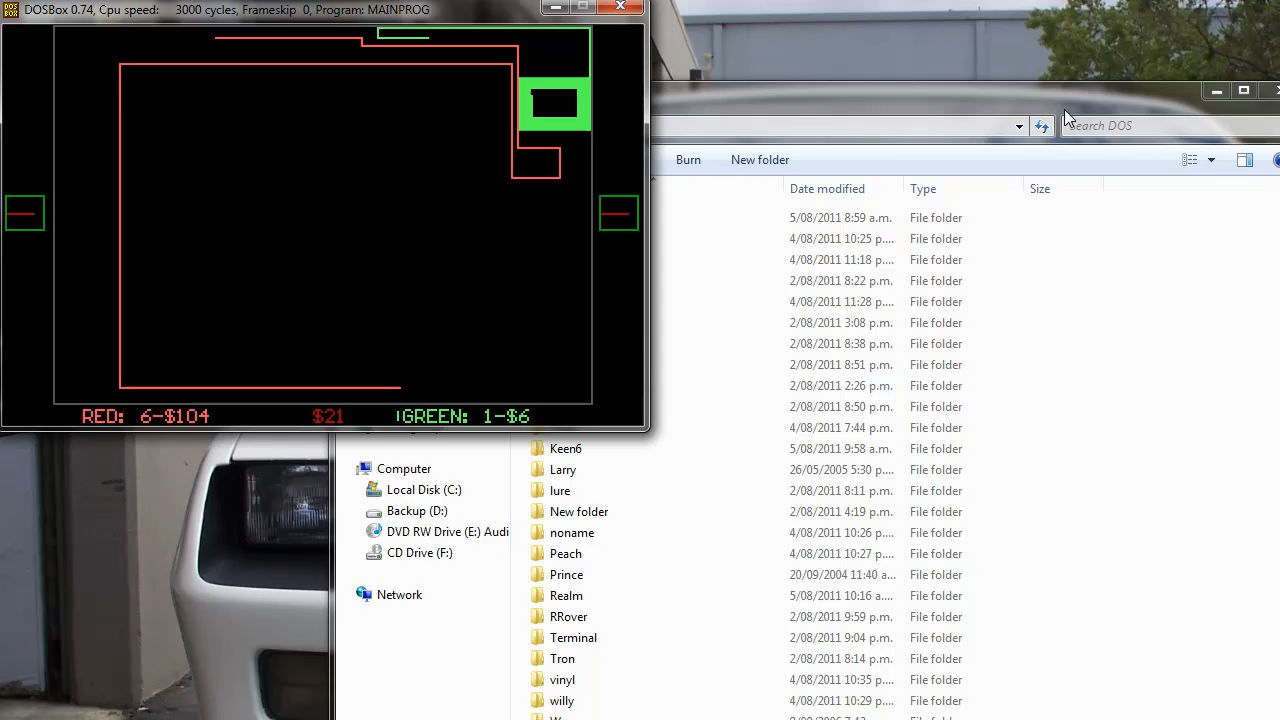 DOSBox 0.74, Cpu speed: 3000 cycles, Frameskip 0, Program: MAINPROG
RED: 6-$104 $21 GREEN: 1-$6
Search DOS
Burn New folder
Date modified Type Size
5/08/2011 8:59 a.m. File folder
4/08/2011 10:25 p.... File folder
4/08/2011 11:18 p.... File folder
2/08/2011 8:22 p.m. File folder
4/08/2011 11:28 p.... File folder
2/08/2011 3:08 p.m. File folder
2/08/2011 8:38 p.m. File folder
2/08/2011 8:51 p.m. File folder
2/08/2011 2:26 p.m. File folder
2/08/2011 8:50 p.m. File folder
4/08/2011 7:44 p.m. File folder
Keen6 5/08/2011 9:58 a.m. File folder
Larry 26/05/2005 5:30 p.... File folder
lure 2/08/2011 8:11 p.m. File folder
New folder 2/08/2011 4:19 p.m. File folder
noname 4/08/2011 10:26 p.... File folder
Peach 4/08/2011 10:27 p.... File folder
Prince 20/09/2004 11:40 a... File folder
Realm 5/08/2011 10:16 a.... File folder
RRover 2/08/2011 9:59 p.m. File folder
Terminal 2/08/2011 9:04 p.m. File folder
Tron 2/08/2011 8:14 p.m. File folder
vinyl 4/08/2011 10:35 p.... File folder
willy 4/08/2011 10:29 p.... File folder
Computer
Local Disk (C:)
Backup (D:)
DVD RW Drive (E:) Audi
CD Drive (F:)
Network